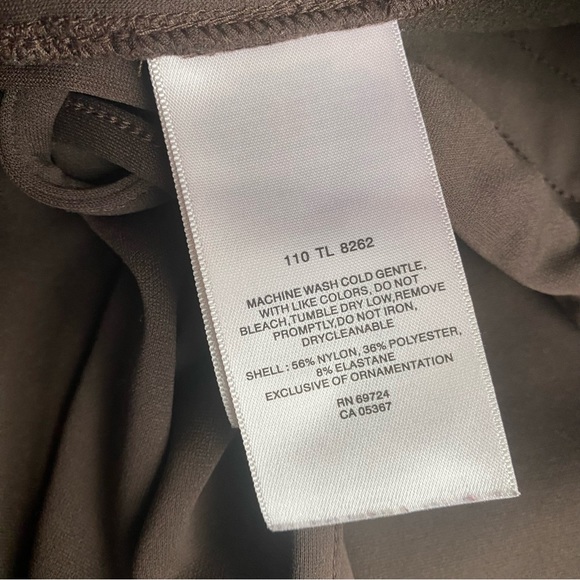 110 TL 8262
MACHINE WASH COLD GENTLE,
WITH LIKE COLORS, DO NOT
BLEACH,TUMBLE DRY LOW,REMOVE
PROMPTLY,DO NOT IRON,
DRYCLEANABLE
SHELL : 56% NYLON, 36% POLYESTER,
8% ELASTANE
EXCLUSIVE OF ORNAMENTATION
RN 69724
CA 05367